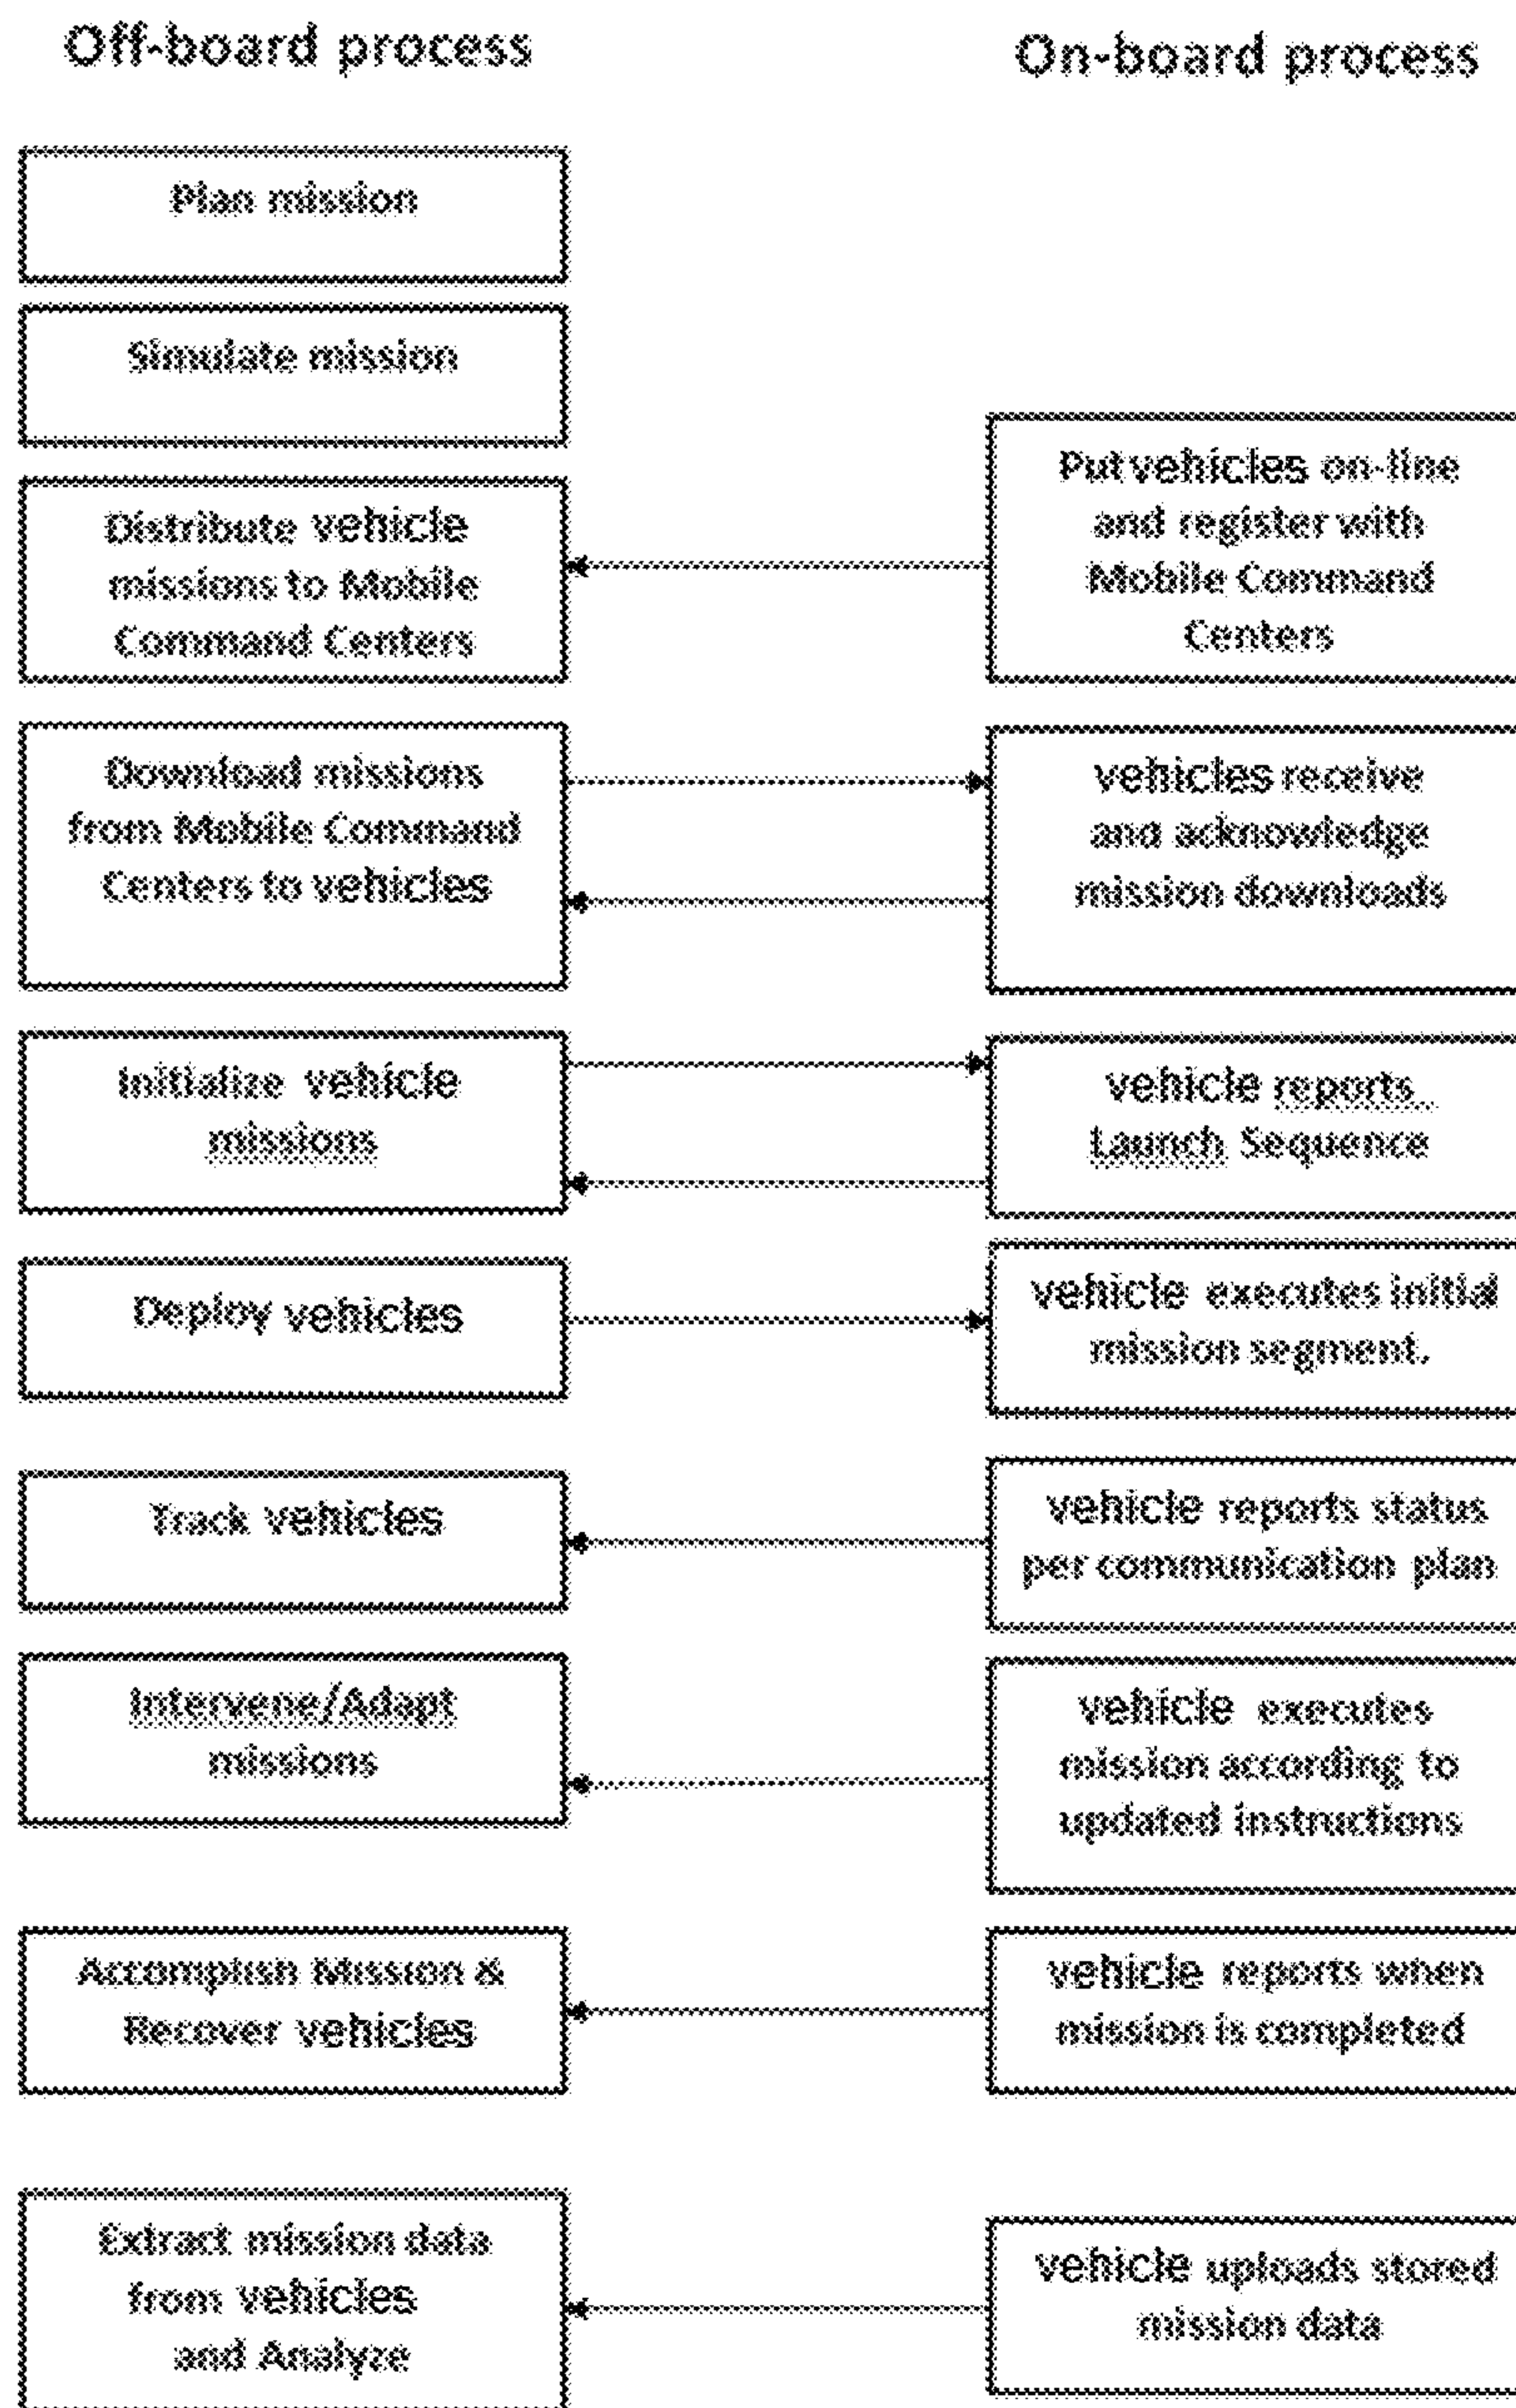 Off-board process
On-board process
Plan mission
Simulate mission
Distribute vehicle
missions to Mobile
Command Centers
Put vehicles on-line
and register with
Mobile Command
Centers
Download missions
from Mobile Command
Centers to vehicles
vehicles receive
and acknowledge
mission downloads
Initialize vehicle
missions
vehicle reports
Launch Sequence
Deploy vehicles
vehicle executes initial
mission segment.
Track vehicles
vehicle reports status
per communication plan
Intervene/Adapt
missions
vehicle executes
mission according to
updated instructions
Accomplish Mission &
Recover vehicles
vehicle reports when
mission is completed
Extract mission data
from vehicles
and Analyze
vehicle uploads stored
mission data